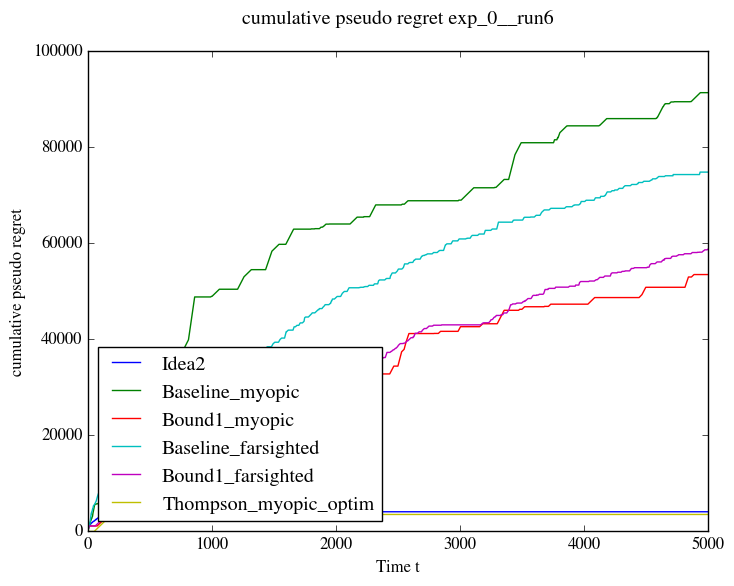 cumulative pseudo regret exp_0__run6
100000
80000
60000
40000
20000
0
cumulative pseudo regret
Idea2
Baseline_myopic
Bound1_myopic
Baseline_farsighted
Bound1_farsighted
Thompson_myopic_optim
0 1000 2000 3000 4000 5000
Time t